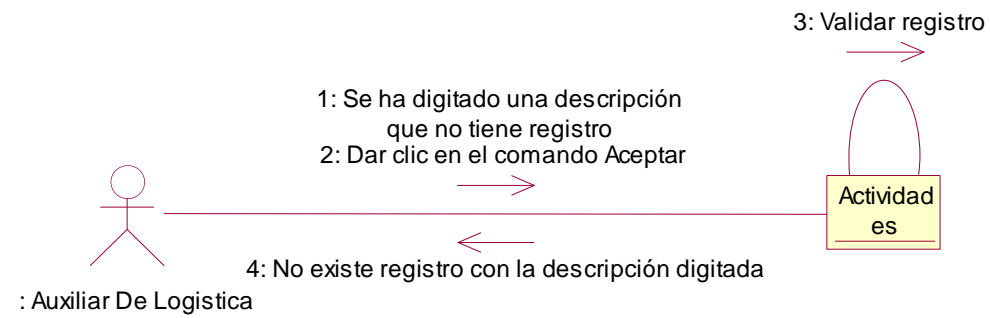 3: Validar registro
1: Se ha digitado una descripción
que no tiene registro
2: Dar clic en el comando Aceptar
Actividad
es
4: No existe registro con la descripción digitada
: Auxiliar De Logistica